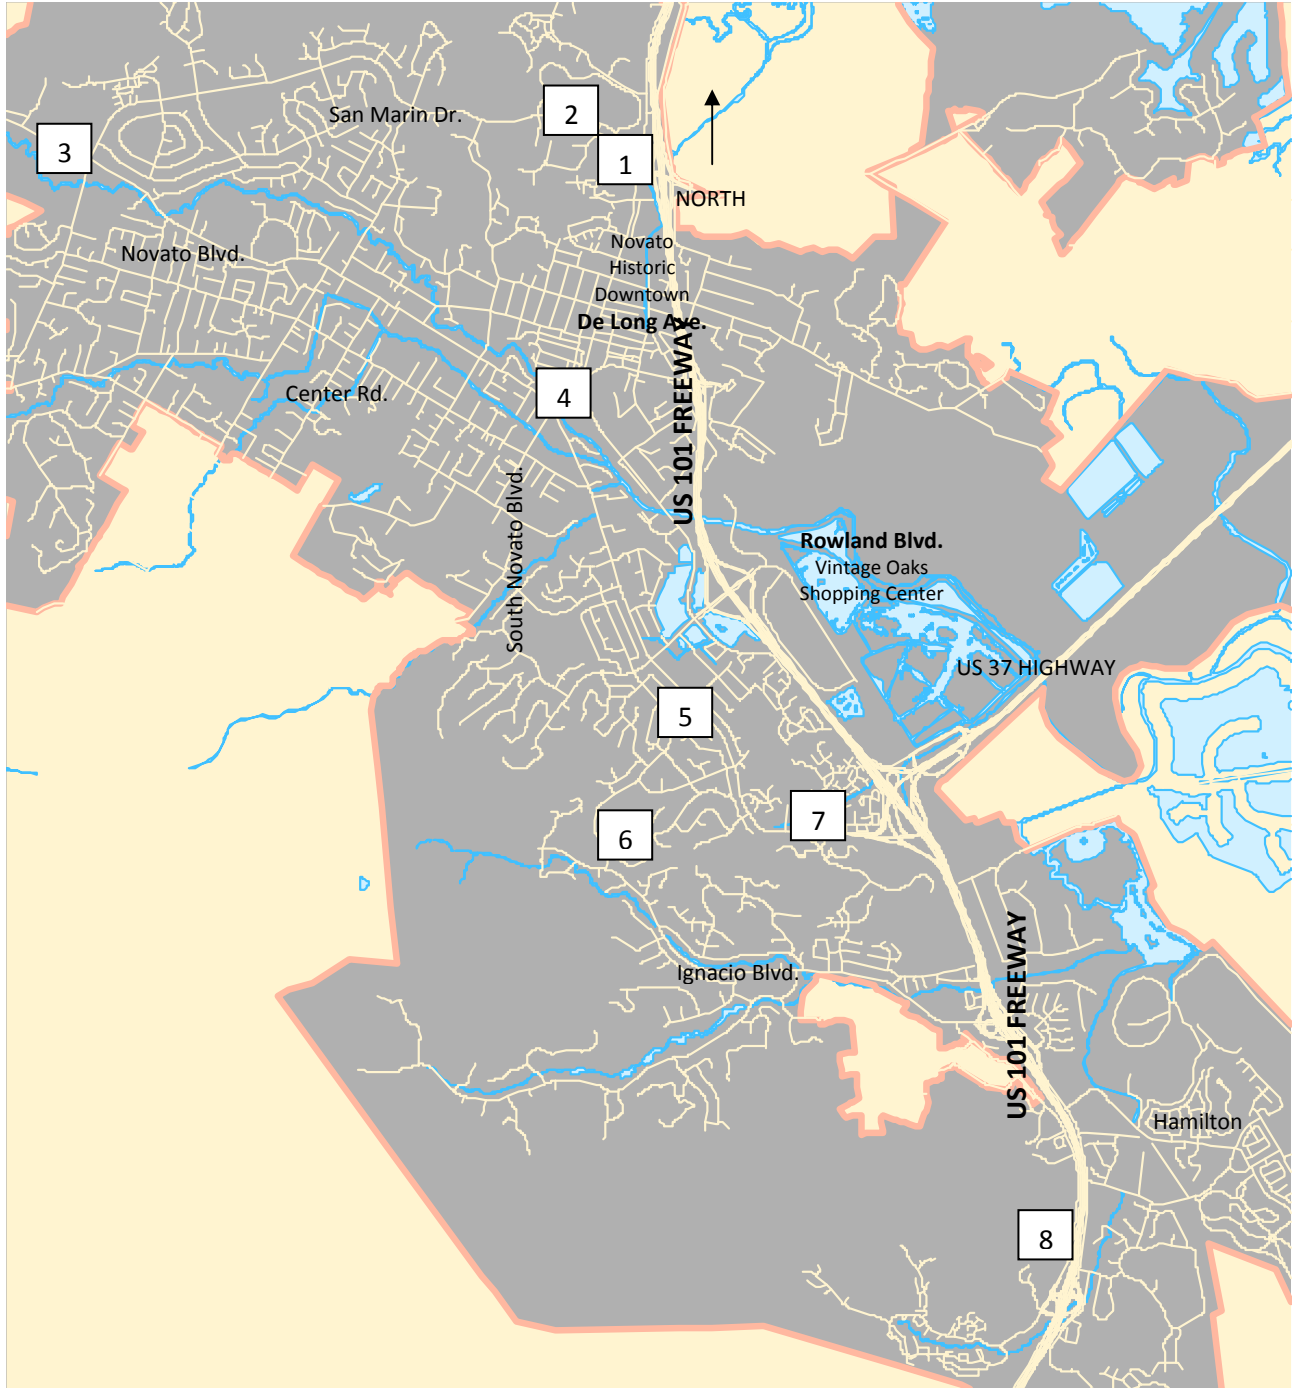 2
San Marin Dr.
3
1
NORTH
Novato
Historic
Downtown
Novato Blvd.
De Long Ave.
US 101 FREEWAY
Center Rd.
4
South Novato Blvd.
Rowland Blvd.
Vintage Oaks
Shopping Center
US 37 HIGHWAY
5
7
6
Ignacio Blvd.
US 101 FREEWAY
Hamilton
8